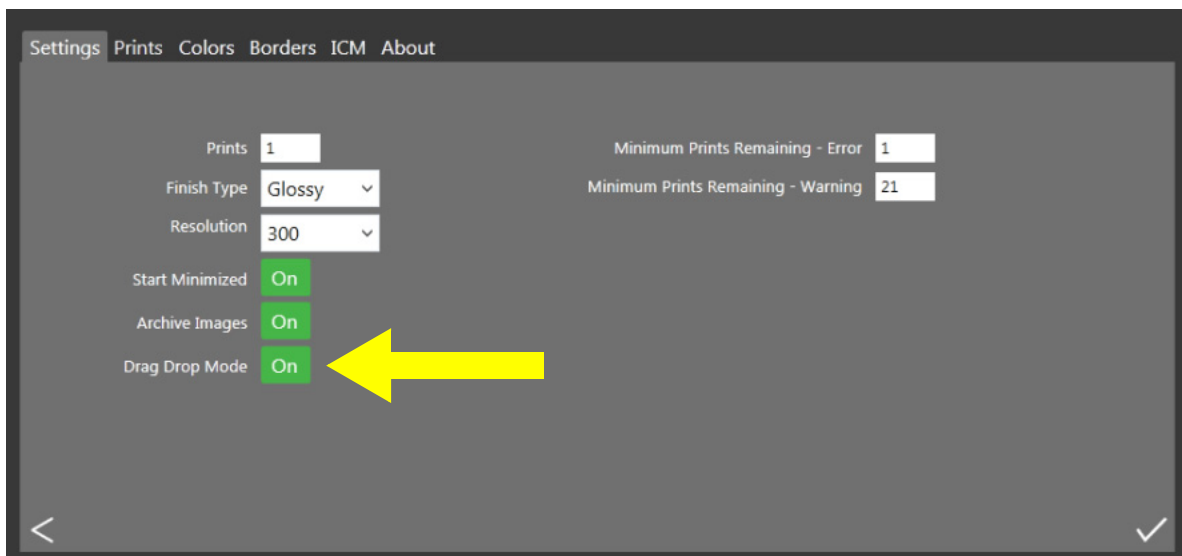 Settings Prints Colors Borders ICM About
Prints 1
Minimum Prints Remaining - Error 1
Finish Type Glossy
Minimum Prints Remaining - Warning 21
Resolution 300
Start Minimized On
Archive Images On
Drag Drop Mode On